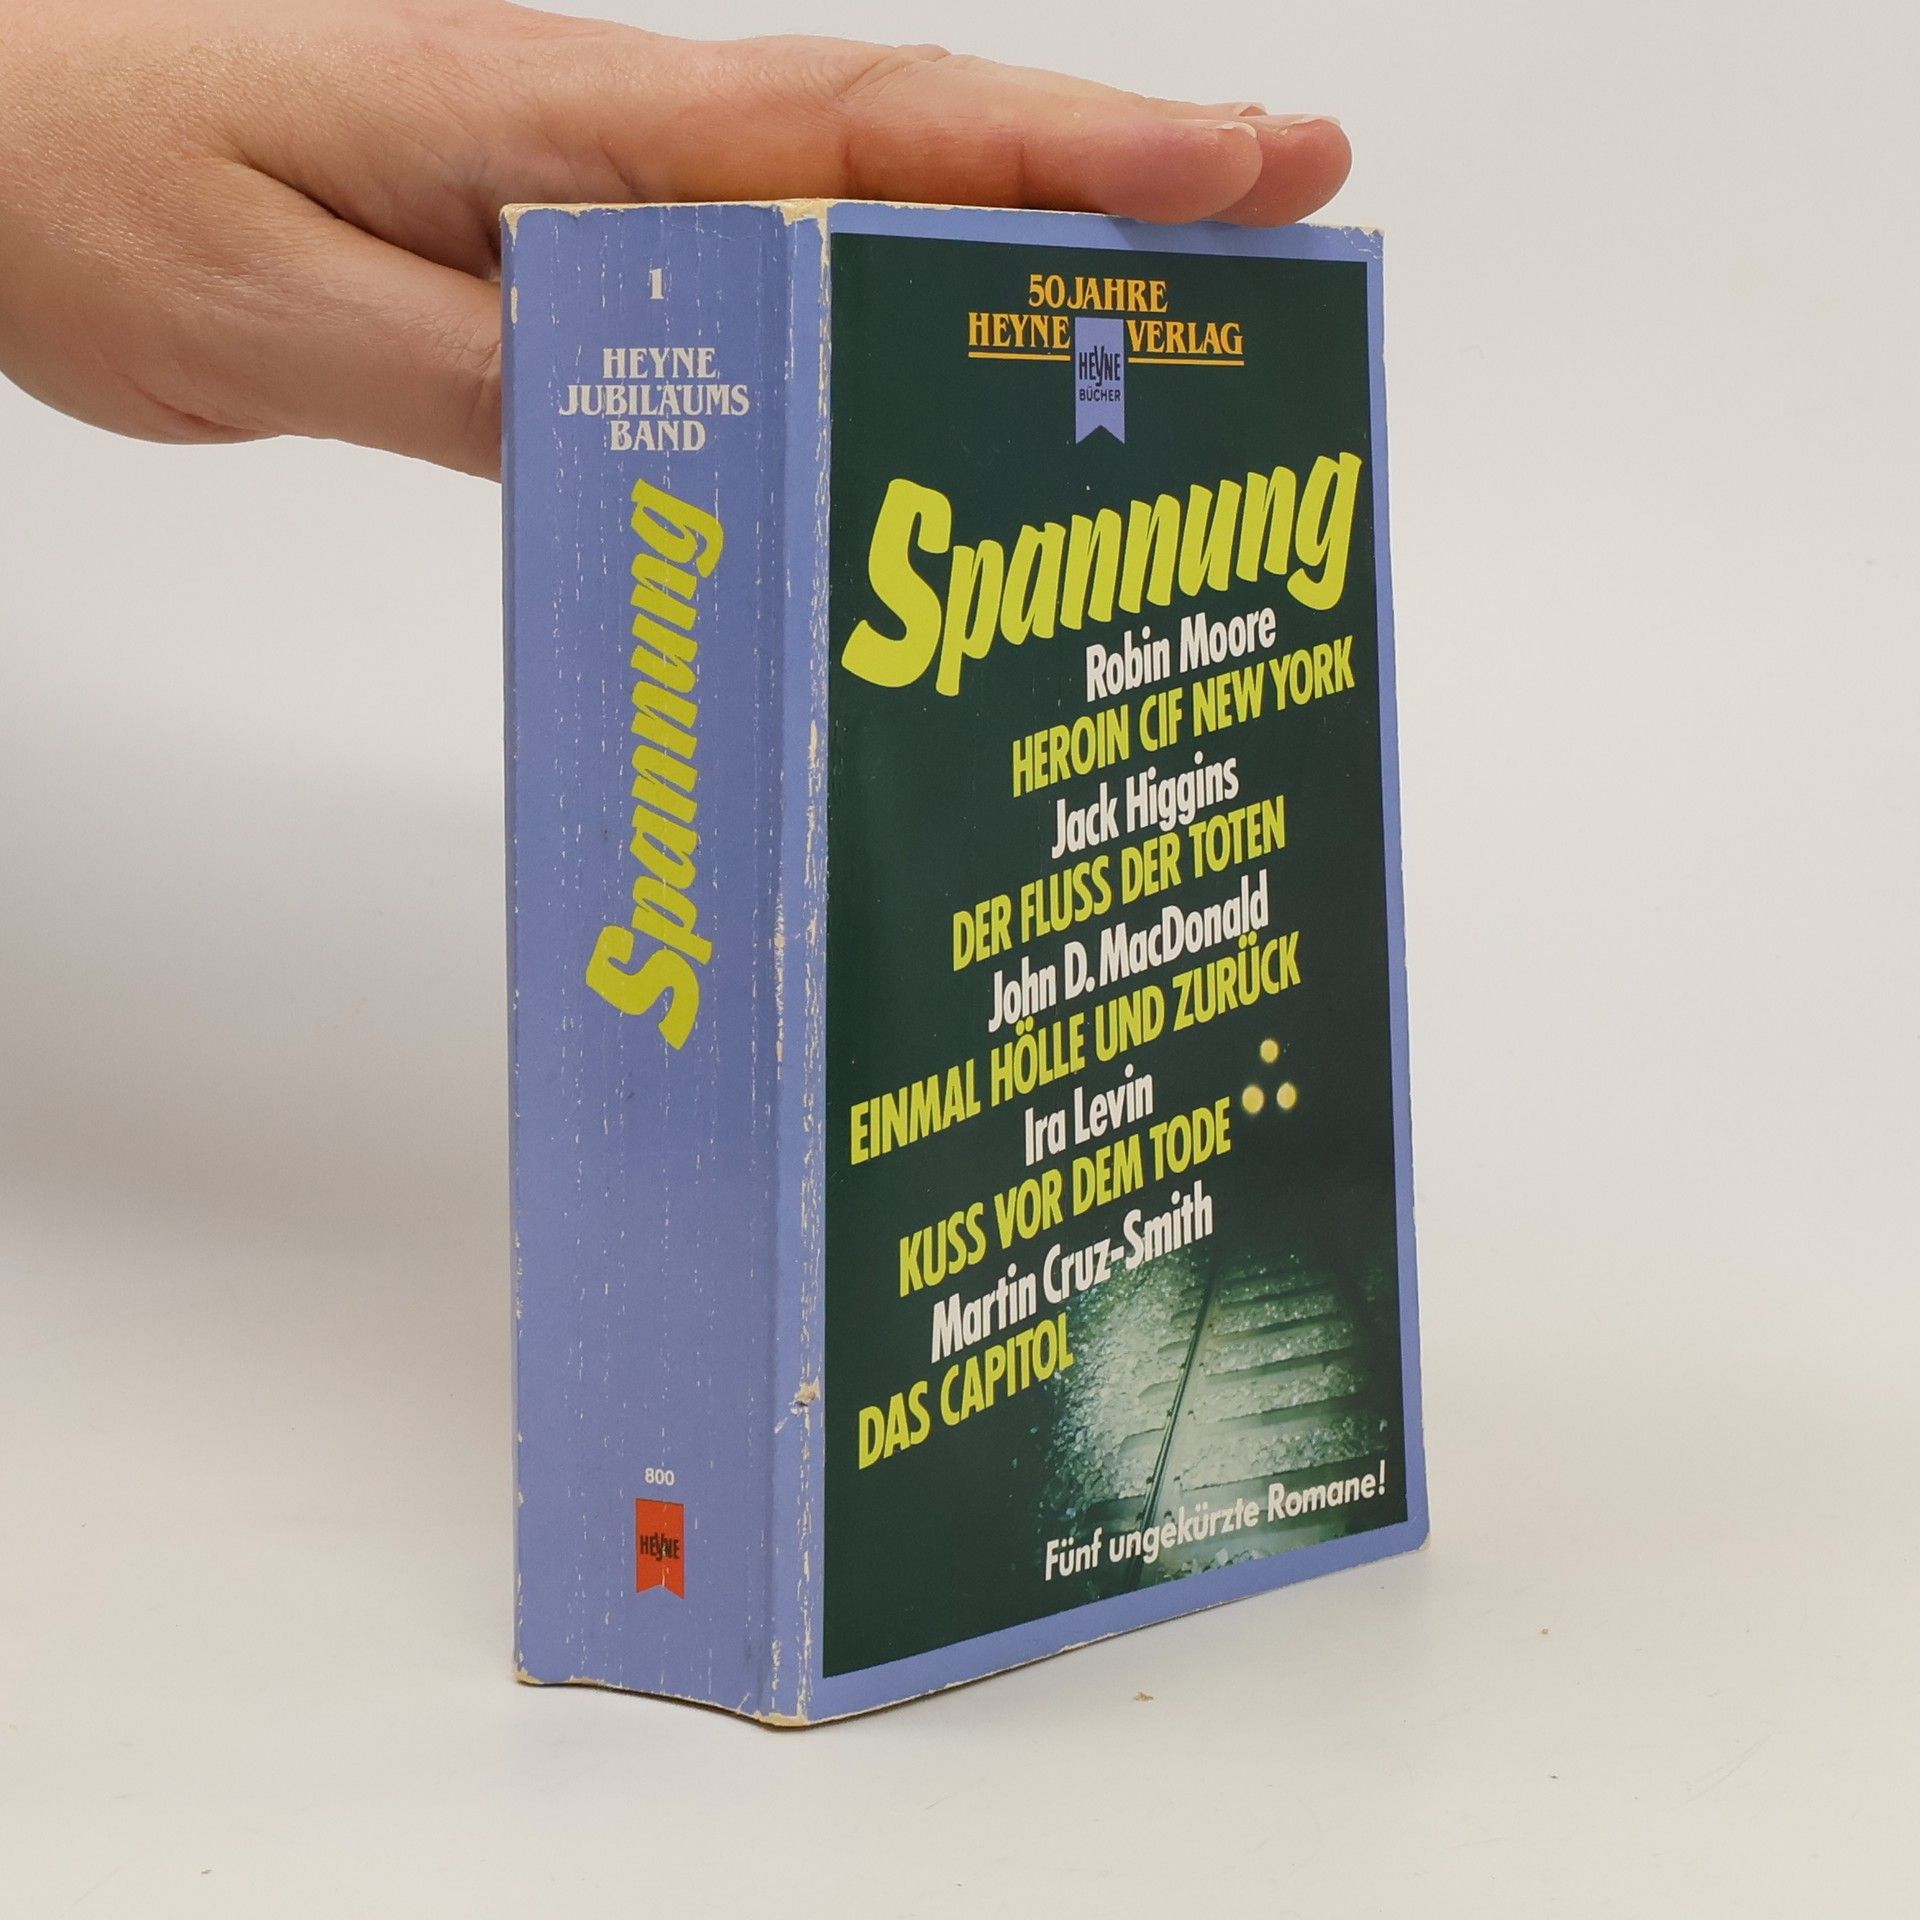 1
HEYNE
JUBILÄUMS
BAND
Spannung
800
HEYNE
50 JAHRE
HEYNE VERLAG
HEYNE
BÜCHER
Spannung
Robin Moore
HEROIN CIF NEW YORK
Jack Higgins
DER FLUSS DER TOTEN
John D. MacDonald
EINMAL HÖLLE UND ZURÜCK
Ira Levin
KUSS VOR DEM TODE
Martin Cruz-Smith
DAS CAPITOL
Fünf ungekürzte Romane!